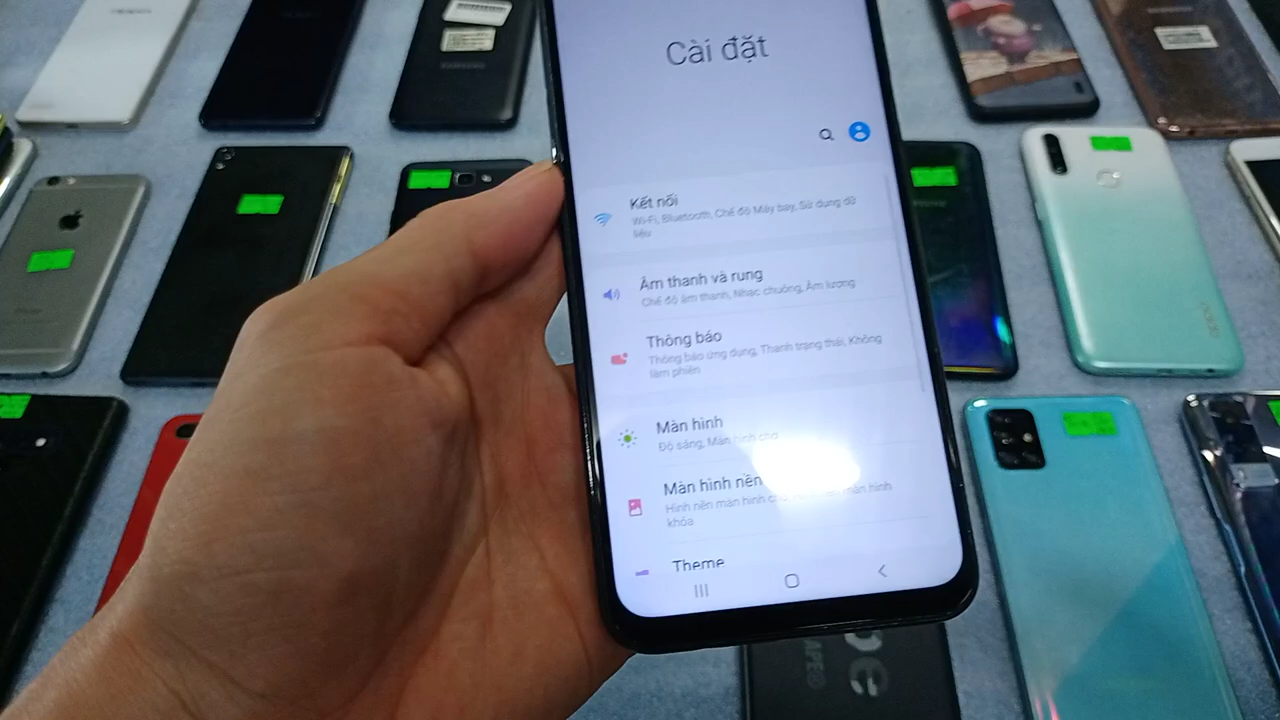 Cài đặt
Kết nối
Wi-Fi, Bluetooth, Chế độ Máy bay, Sử dụng dữ
liệu
Âm thanh và rung
Chế độ âm thanh, Nhạc chuông, Âm lượng
Thông báo
Thông báo ứng dụng, Thanh trạng thái, Không
làm phiền
Màn hình
Độ sáng, Màn hình chờ
Màn hình nền
Hình nền màn hình màn hình
khóa
Theme